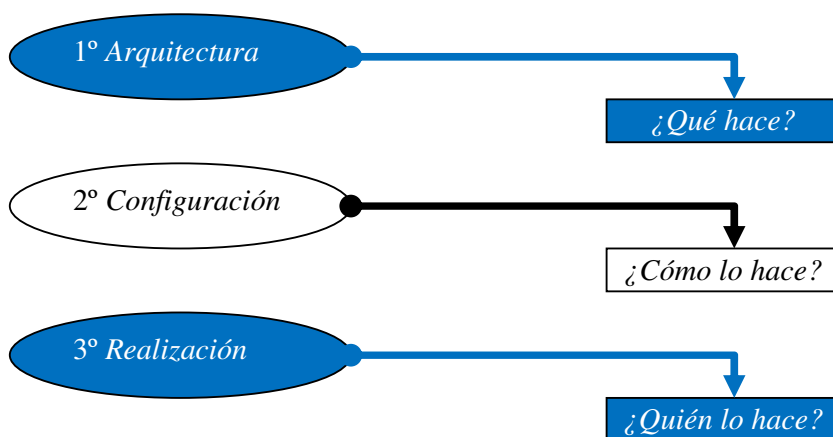 1º Arquitectura
¿Qué hace?
2º Configuración
¿Cómo lo hace?
3º Realización
¿Quién lo hace?